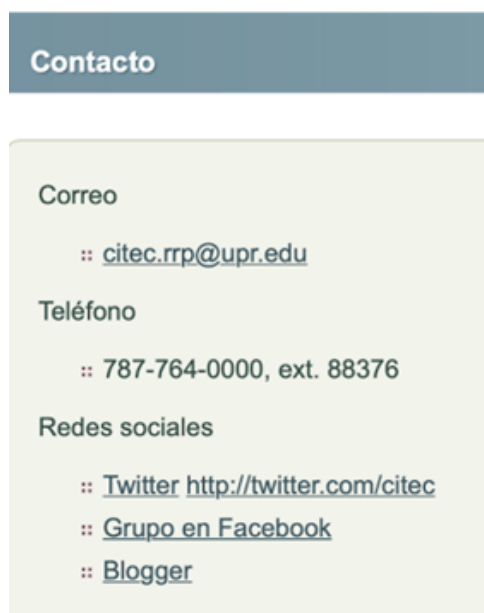 Contacto
Correo
:: citec.rrp@upr.edu
Teléfono
:: 787-764-0000, ext. 88376
Redes sociales
:: Twitter http://twitter.com/citec
:: Grupo en Facebook
:: Blogger